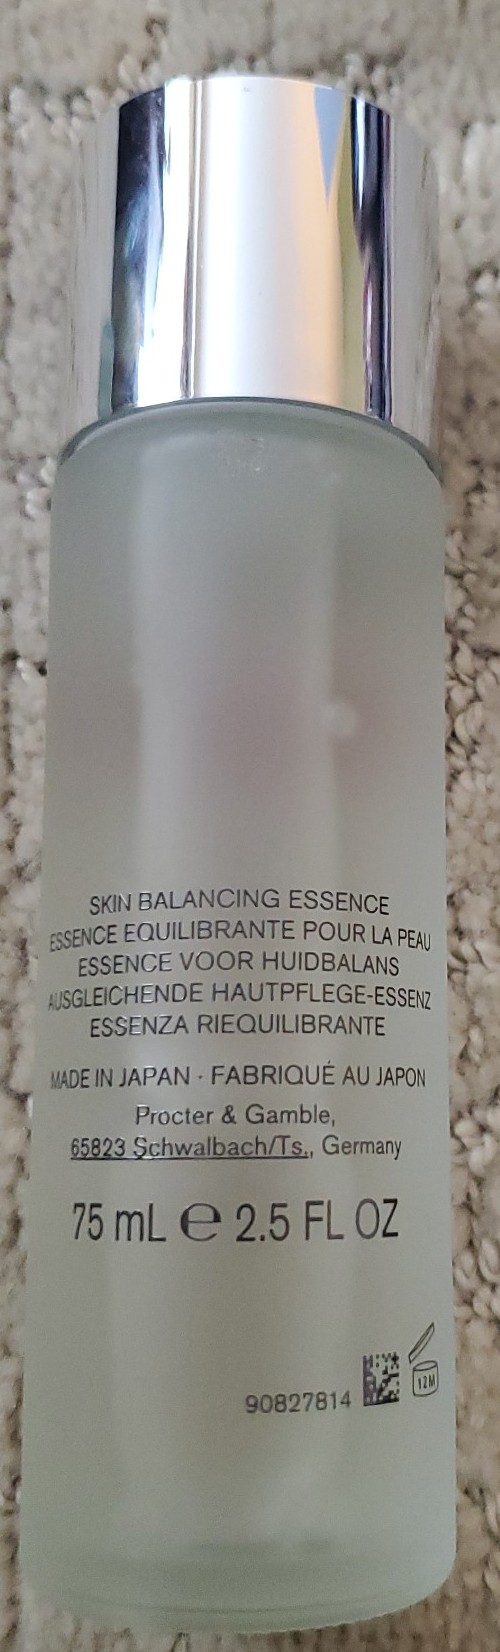 SKIN BALANCING ESSENCE
ESSENCE EQUILIBRANTE POUR LA PEAU
ESSENCE VOOR HUIDBALANS
AUSGLEICHENDE HAUTPFLEGE-ESSENZ
ESSENZA RIEQUILIBRANTE
MADE IN JAPAN · FABRIQUÉ AU JAPON
Procter & Gamble,
65823 Schwalbach/Ts., Germany
75 mL ℮ 2.5 FL OZ
90827814 12M